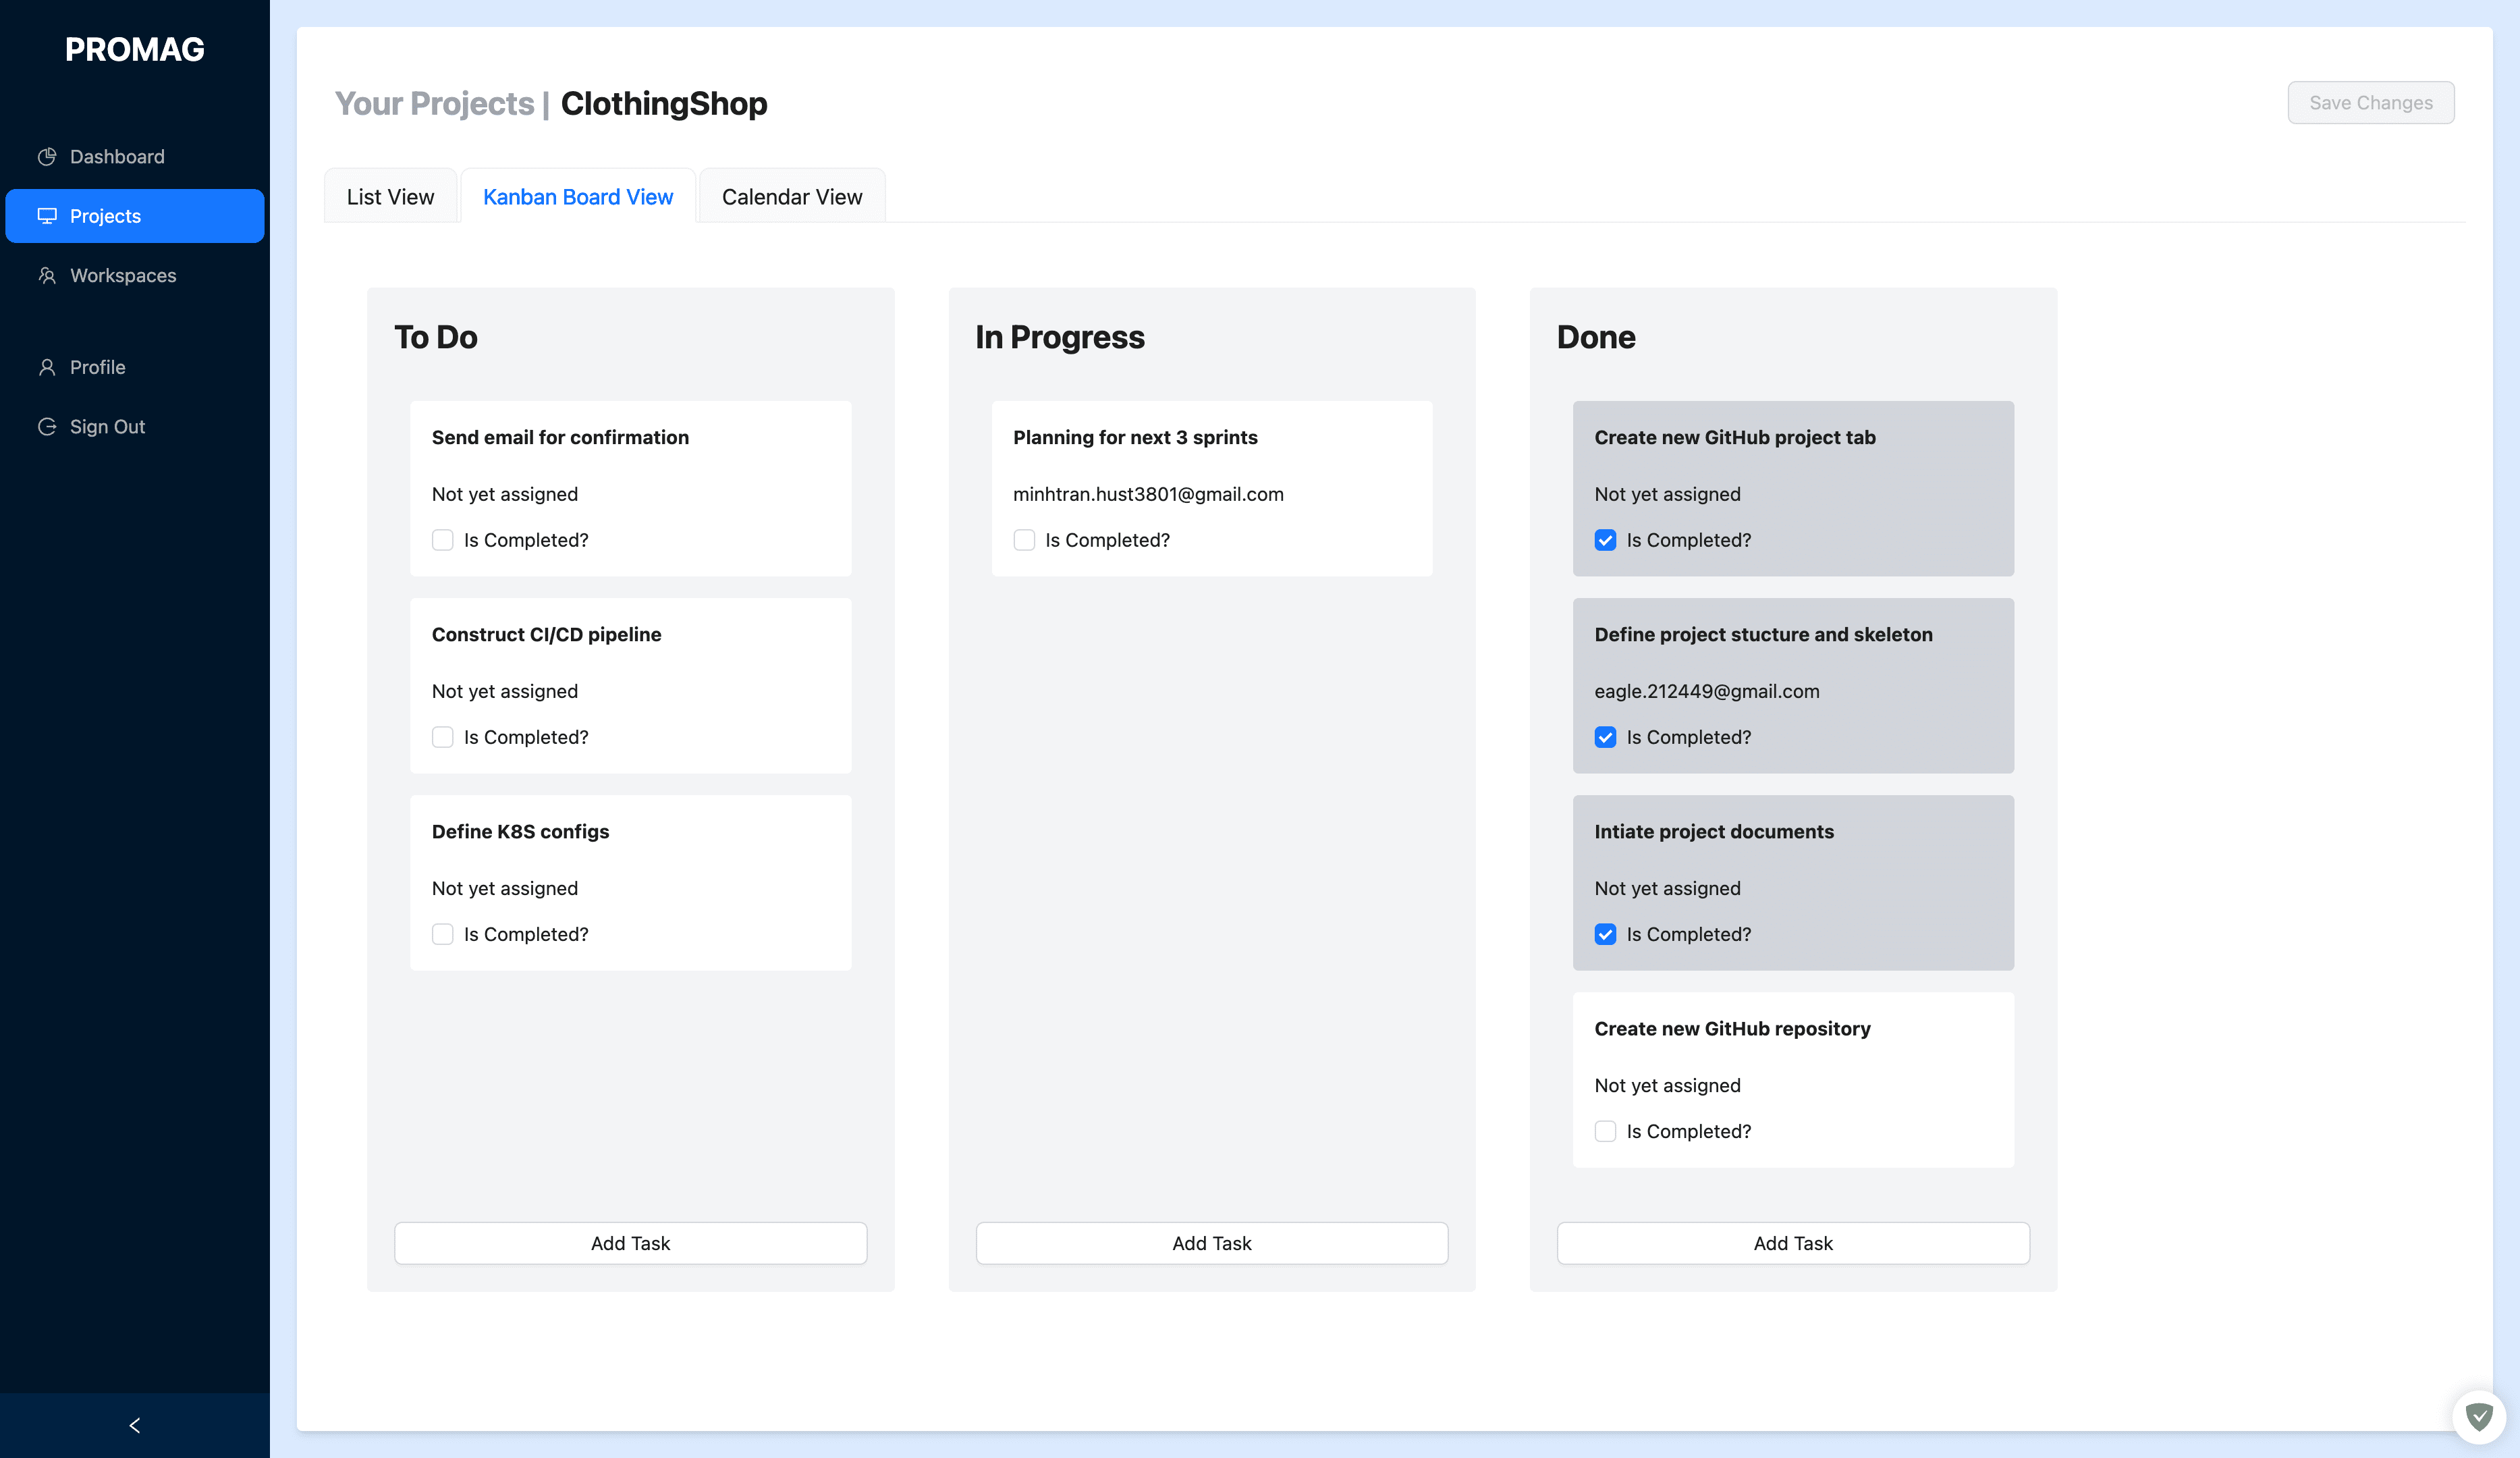 PROMAG
Dashboard
Projects
Workspaces
Profile
Sign Out
Your Projects | ClothingShop
Save Changes
List View
Kanban Board View
Calendar View
To Do
Send email for confirmation
Not yet assigned
Is Completed?
Construct CI/CD pipeline
Not yet assigned
Is Completed?
Define K8S configs
Not yet assigned
Is Completed?
Add Task
In Progress
Planning for next 3 sprints
minhtran.hust3801@gmail.com
Is Completed?
Add Task
Done
Create new GitHub project tab
Not yet assigned
Is Completed?
Define project stucture and skeleton
eagle.212449@gmail.com
Is Completed?
Intiate project documents
Not yet assigned
Is Completed?
Create new GitHub repository
Not yet assigned
Is Completed?
Add Task